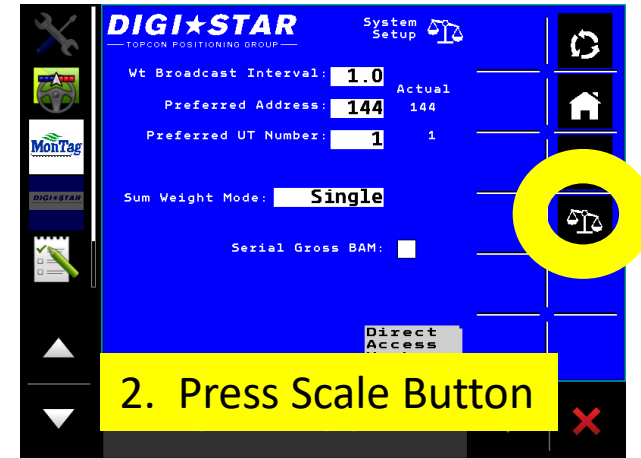 DIGI★STAR
TOPCON POSITIONING GROUP
System
Setup
Wt Broadcast Interval: 1.0
Actual
Preferred Address: 144 144
Preferred UT Number: 1 1
MonTag
DIGI★STAR
Sum Weight Mode: Single
Serial Gross BAM:
Direct
Access
2. Press Scale Button